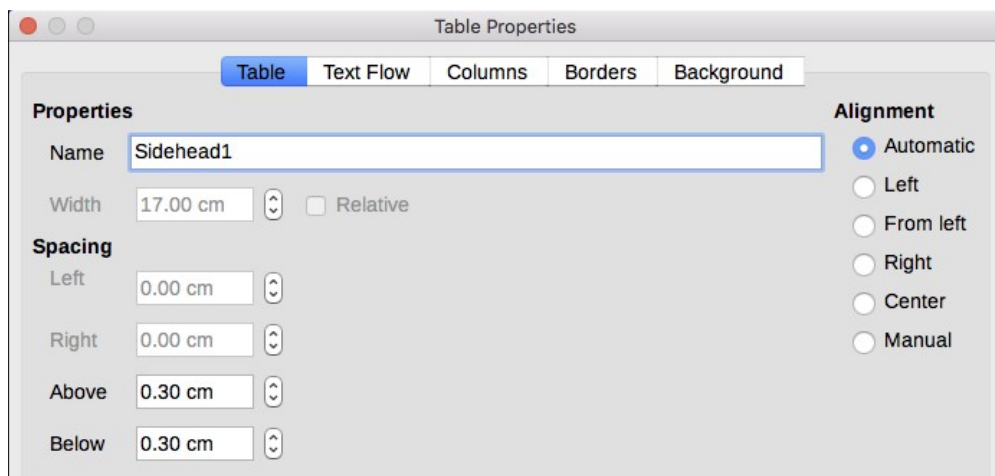 Table Properties
Table Text Flow Columns Borders Background
Properties
Name Sidehead1
Width 17.00 cm Relative
Spacing
Left 0.00 cm
Right 0.00 cm
Above 0.30 cm
Below 0.30 cm
Alignment
Automatic
Left
From left
Right
Center
Manual